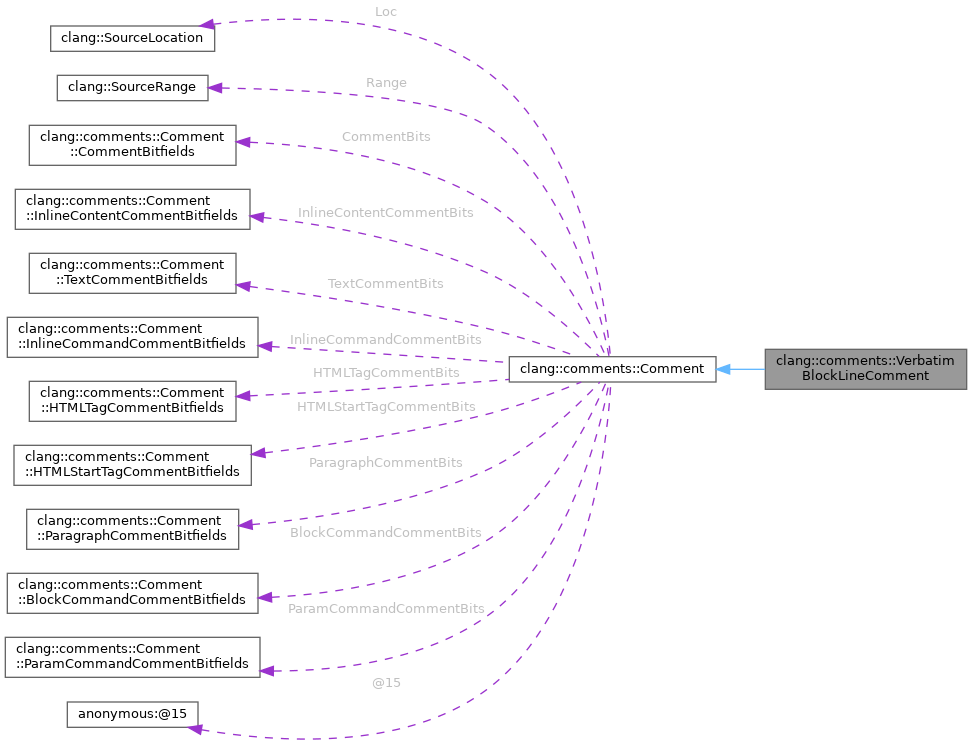 Loc
clang::SourceLocation
Range
clang::SourceRange
CommentBits
clang::comments::Comment
::CommentBitfields
InlineContentCommentBits
clang::comments::Comment
::InlineContentCommentBitfields
TextCommentBits
clang::comments::Comment
::TextCommentBitfields
InlineCommandCommentBits
clang::comments::Comment
::InlineCommandCommentBitfields
HTMLTagCommentBits
clang::comments::Comment
::HTMLTagCommentBitfields
HTMLStartTagCommentBits
clang::comments::Comment
::HTMLStartTagCommentBitfields
ParagraphCommentBits
clang::comments::Comment
::ParagraphCommentBitfields
BlockCommandCommentBits
clang::comments::Comment
::BlockCommandCommentBitfields
ParamCommandCommentBits
clang::comments::Comment
::ParamCommandCommentBitfields
@15
anonymous:@15
clang::comments::Comment
clang::comments::Verbatim
BlockLineComment